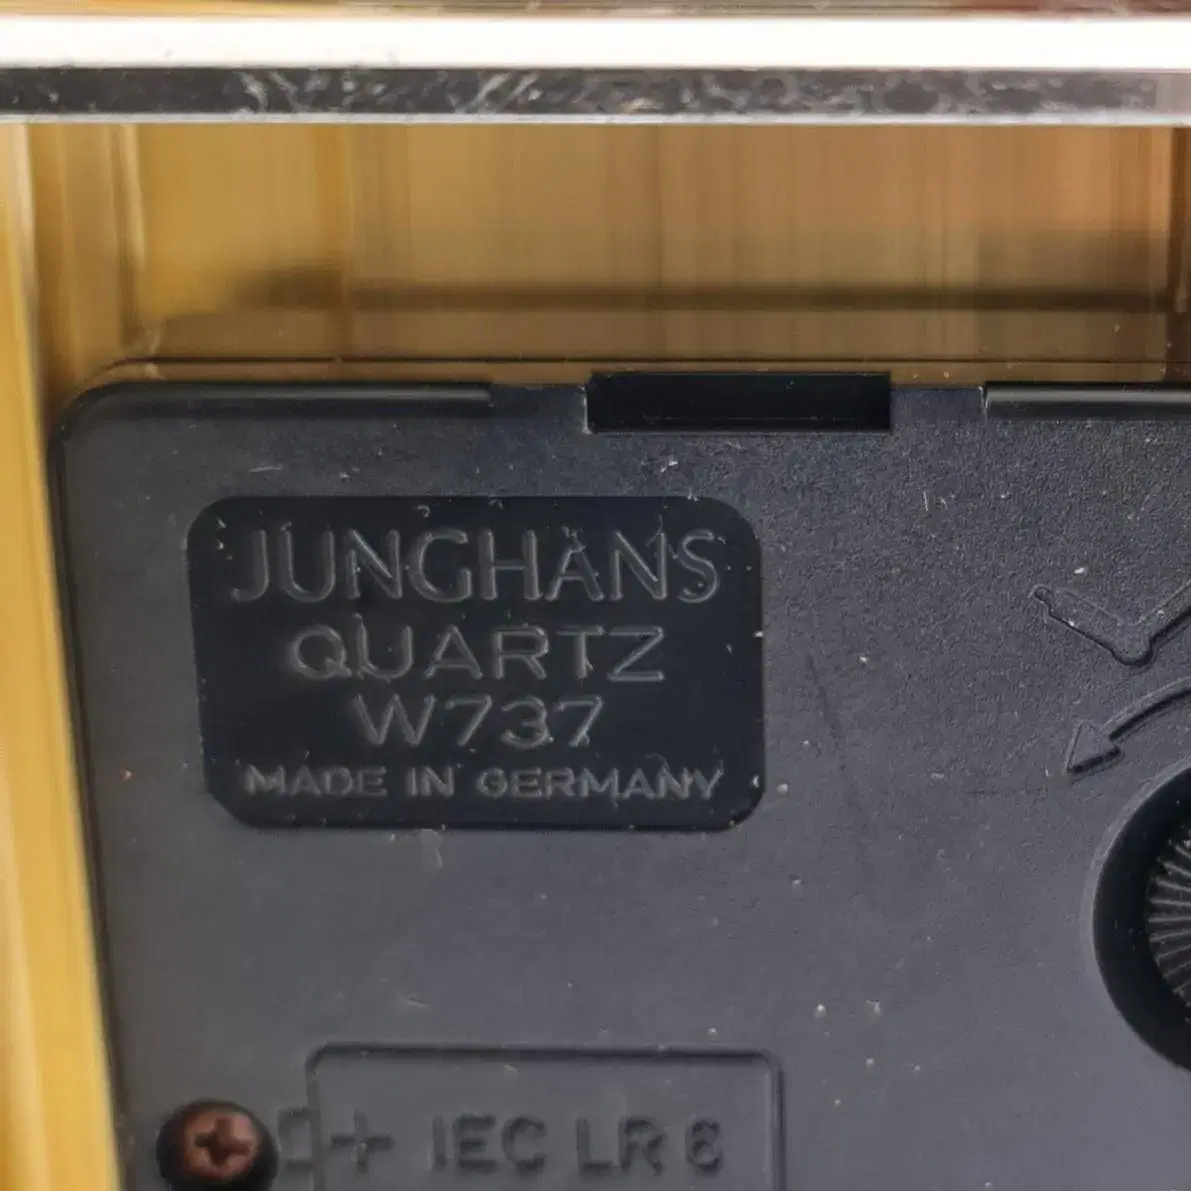 JUNGHANS
QUARTZ
W737
MADE IN GERMANY
+ IEC LR 6